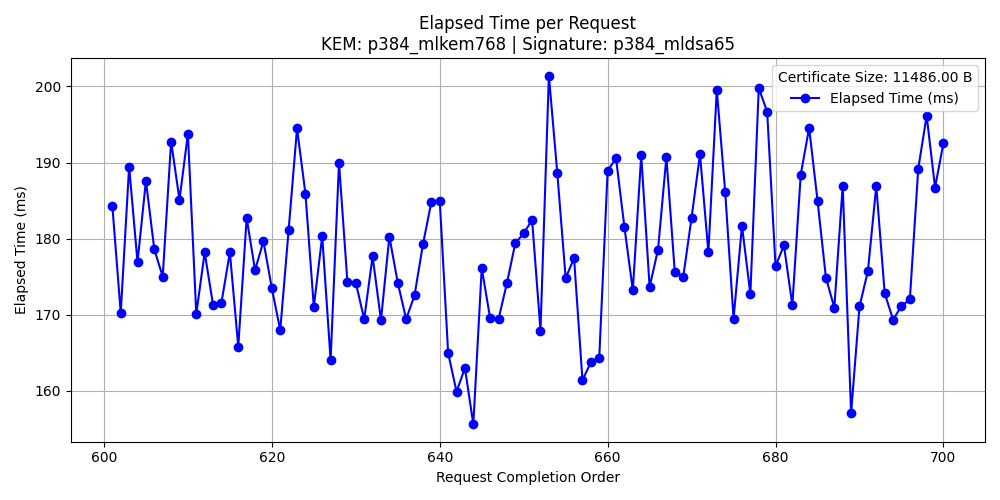 Elapsed Time per Request
KEM: p384_mlkem768 | Signature: p384_mldsa65
Certificate Size: 11486.00 B
Elapsed Time (ms)
Elapsed Time (ms)
200
190
180
170
160
600
620
640
660
680
700
Request Completion Order